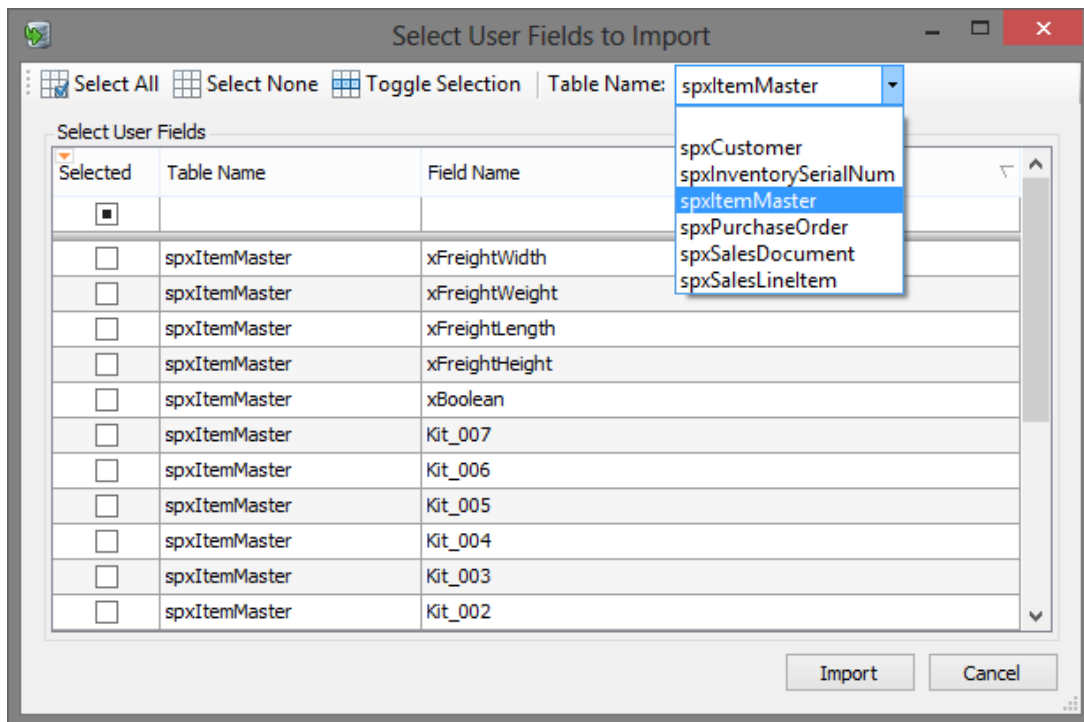 Select User Fields to Import
Select All Select None Toggle Selection Table Name: spxItemMaster
spxCustomer
spxInventorySerialNum
spxItemMaster
spxPurchaseOrder
spxSalesDocument
spxSalesLineItem
Select User Fields
Selected Table Name Field Name
spxItemMaster xFreightWidth
spxItemMaster xFreightWeight
spxItemMaster xFreightLength
spxItemMaster xFreightHeight
spxItemMaster xBoolean
spxItemMaster Kit_007
spxItemMaster Kit_006
spxItemMaster Kit_005
spxItemMaster Kit_004
spxItemMaster Kit_003
spxItemMaster Kit_002
Import Cancel